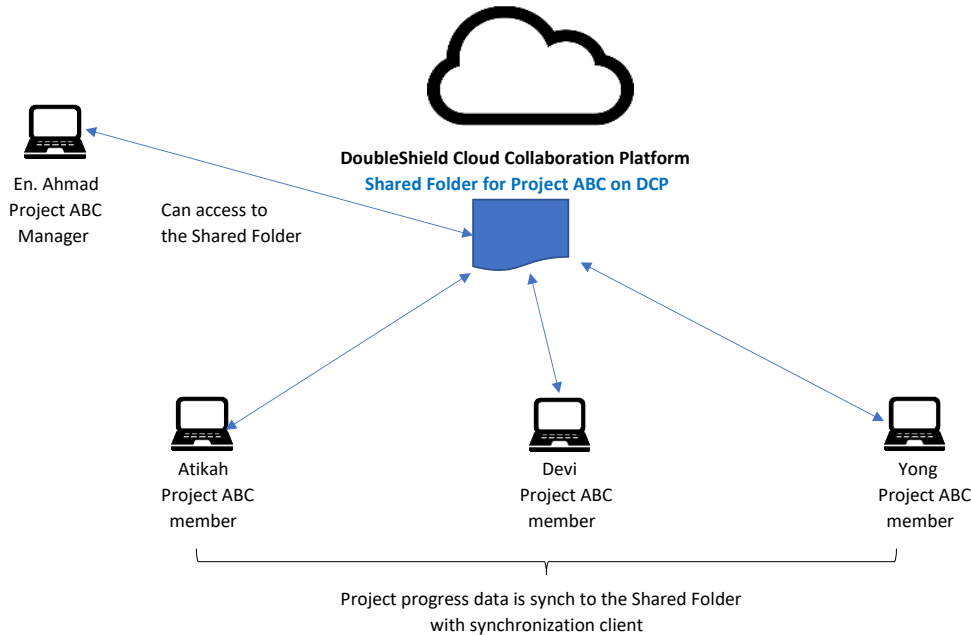 DoubleShield Cloud Collaboration Platform
Shared Folder for Project ABC on DCP
En. Ahmad
Project ABC
Manager
Can access to
the Shared Folder
Atikah
Project ABC
member
Devi
Project ABC
member
Yong
Project ABC
member
Project progress data is synch to the Shared Folder
with synchronization client